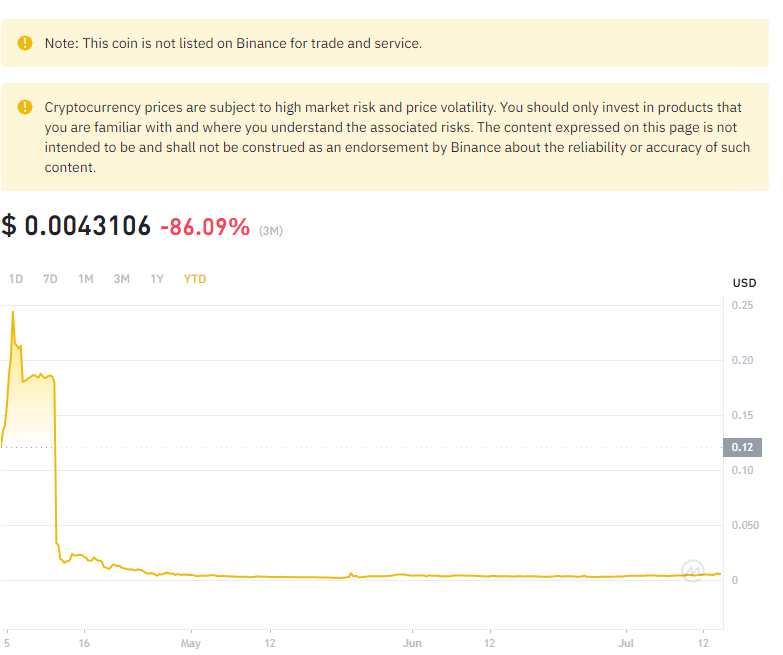 Note: This coin is not listed on Binance for trade and service.
Cryptocurrency prices are subject to high market risk and price volatility. You should only invest in products that
you are familiar with and where you understand the associated risks. The content expressed on this page is not
intended to be and shall not be construed as an endorsement by Binance about the reliability or accuracy of such
content.
$ 0.0043106 -86.09% (3M)
1D 7D 1M 3M 1Y YTD
USD
0.25
0.20
0.15
0.12
0.10
0.050
0
5 16 May 12 Jun 12 Jul 12